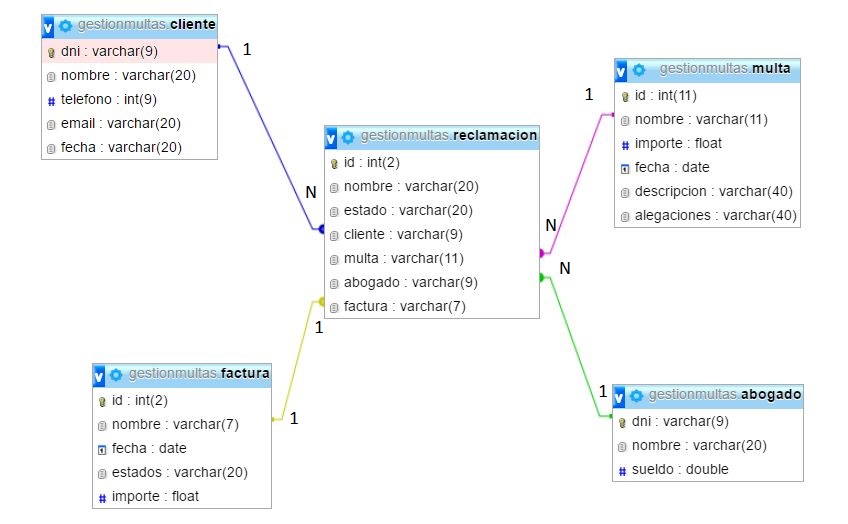 gestionmultas.cliente
dni : varchar(9)
nombre : varchar(20)
telefono : int(9)
email : varchar(20)
fecha : varchar(20)
1
N
gestionmultas.reclamacion
id : int(2)
nombre : varchar(20)
estado : varchar(20)
cliente : varchar(9)
multa : varchar(11)
abogado : varchar(9)
factura : varchar(7)
gestionmultas.multa
id : int(11)
nombre : varchar(11)
importe : float
fecha : date
descripcion : varchar(40)
alegaciones : varchar(40)
1
N
N
1
1
1
gestionmultas.factura
id : int(2)
nombre : varchar(7)
fecha : date
estados : varchar(20)
importe : float
gestionmultas.abogado
dni : varchar(9)
nombre : varchar(20)
sueldo : double